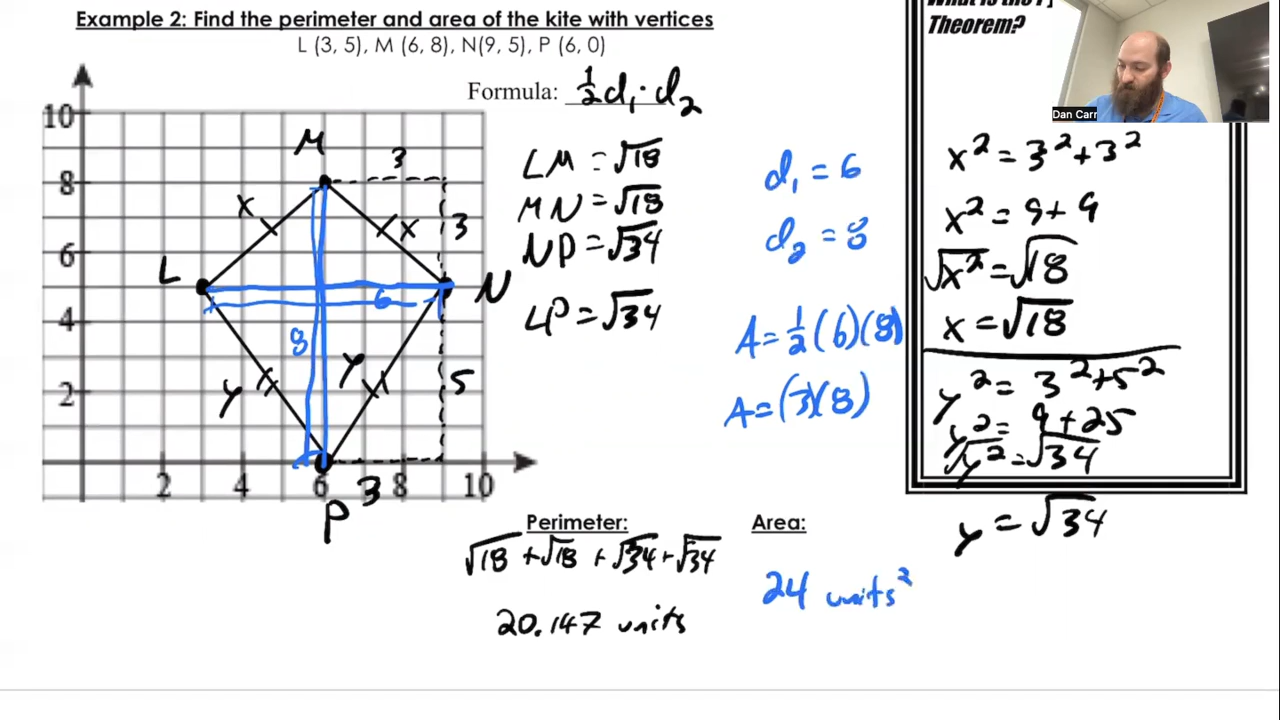 Example 2: Find the perimeter and area of the kite with vertices
L (3, 5), M (6, 8), N(9, 5), P (6, 0)
Theorem?
Dan Carr
Formula: ½d₁·d₂
10
8
6
4
2
2 4 6 8 10
M
3
x
x
3
L
N
6
8
y
y
5
3
P
LM = √18
MN = √18
NP = √34
LP = √34
d₁ = 6
d₂ = 8
A = ½(6)(8)
A = (3)(8)
x² = 3² + 3²
x² = 9 + 9
√x² = √18
x = √18
y² = 3² + 5²
y² = 9 + 25
√y² = √34
y = √34
Perimeter:
√18 + √18 + √34 + √34
20.147 units
Area:
24 units²